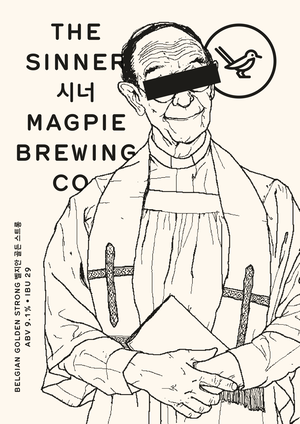 THE
SINNER
시너
MAGPIE
BREWING
CO
BELGIAN GOLDEN STRONG 벨지안 골든 스트롱
ABV 9.1% • IBU 29